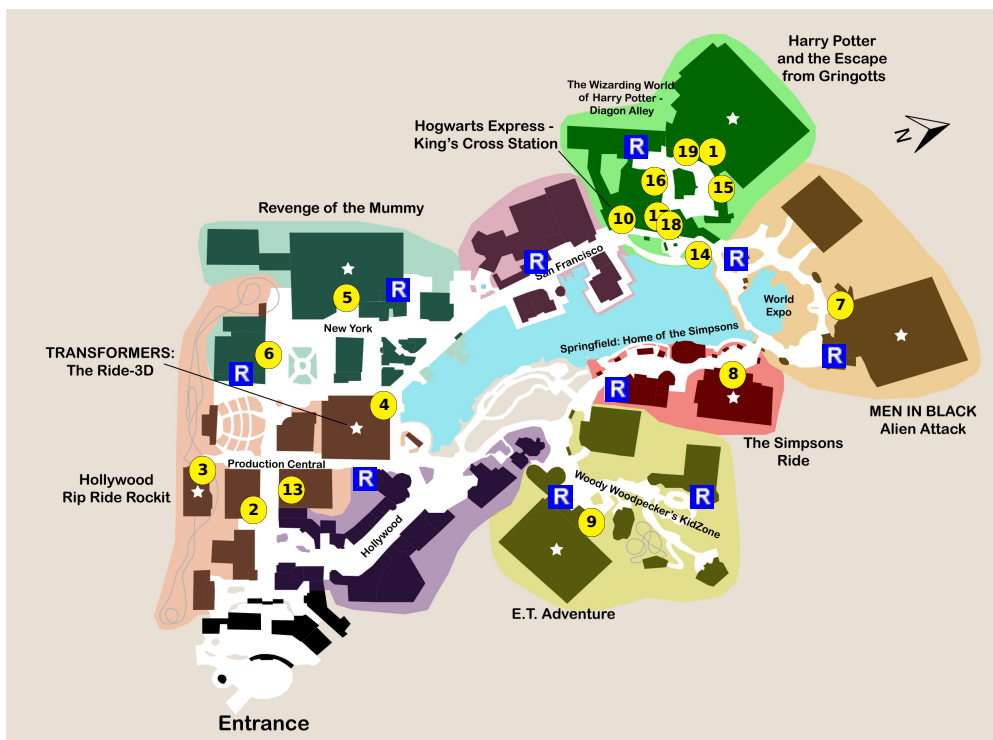 Harry Potter
and the Escape
from Gringotts
The Wizarding World
of Harry Potter -
Diagon Alley
Hogwarts Express -
King's Cross Station
N
R
19
1
16
15
10
18
14
Revenge of the Mummy
R
San Francisco
R
R
5
New York
World
Expo
7
TRANSFORMERS:
The Ride-3D
6
R
Springfield: Home of the Simpsons
R
8
R
4
MEN IN BLACK
Alien Attack
The Simpsons
Ride
Hollywood
Rip Ride Rockit
3
Production Central
13
2
R
Hollywood
Woody Woodpecker's KidZone
R
R
9
E.T. Adventure
Entrance